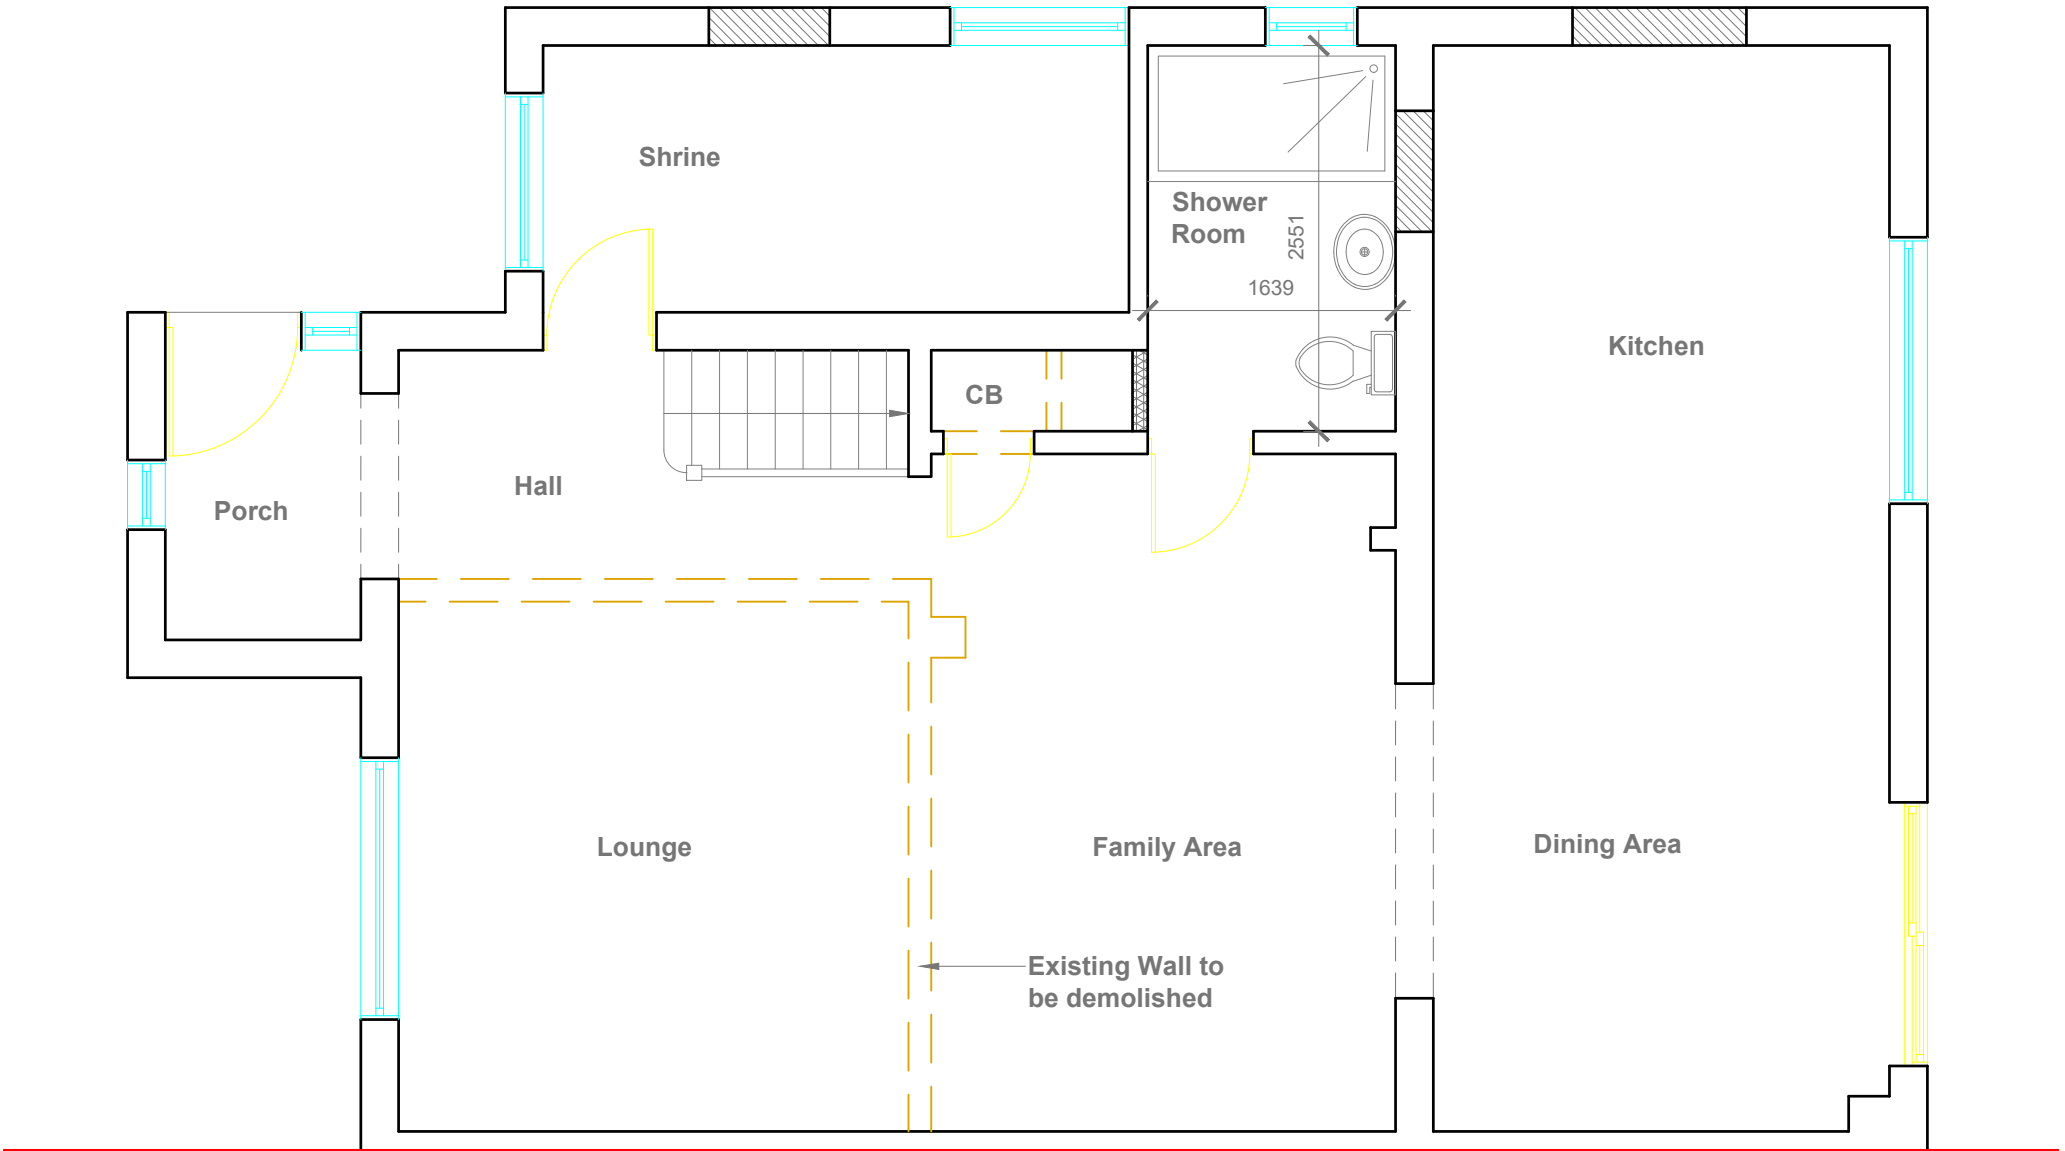 Shrine
Shower
Room
2551
1639
Kitchen
CB
Hall
Porch
Lounge
Family Area
Dining Area
Existing Wall to
be demolished